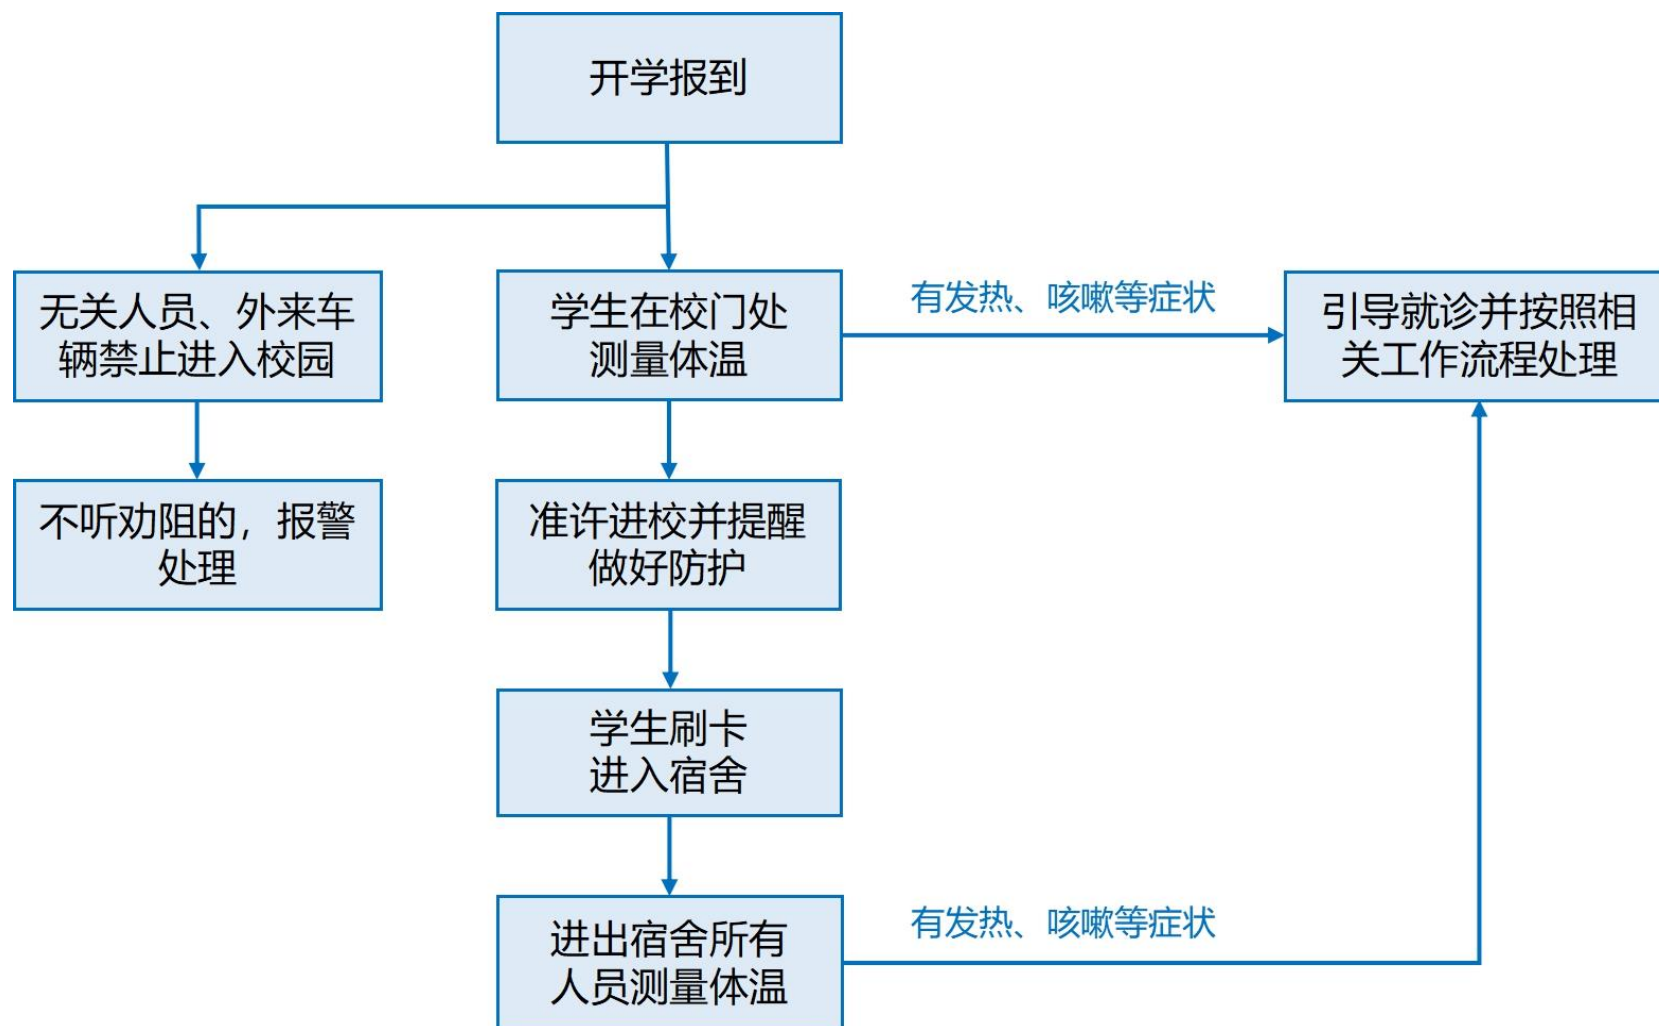 开学报到
无关人员、外来车
辆禁止进入校园
学生在校门处
测量体温
有发热、咳嗽等症状
引导就诊并按照相
关工作流程处理
不听劝阻的，报警
处理
准许进校并提醒
做好防护
学生刷卡
进入宿舍
进出宿舍所有
人员测量体温
有发热、咳嗽等症状